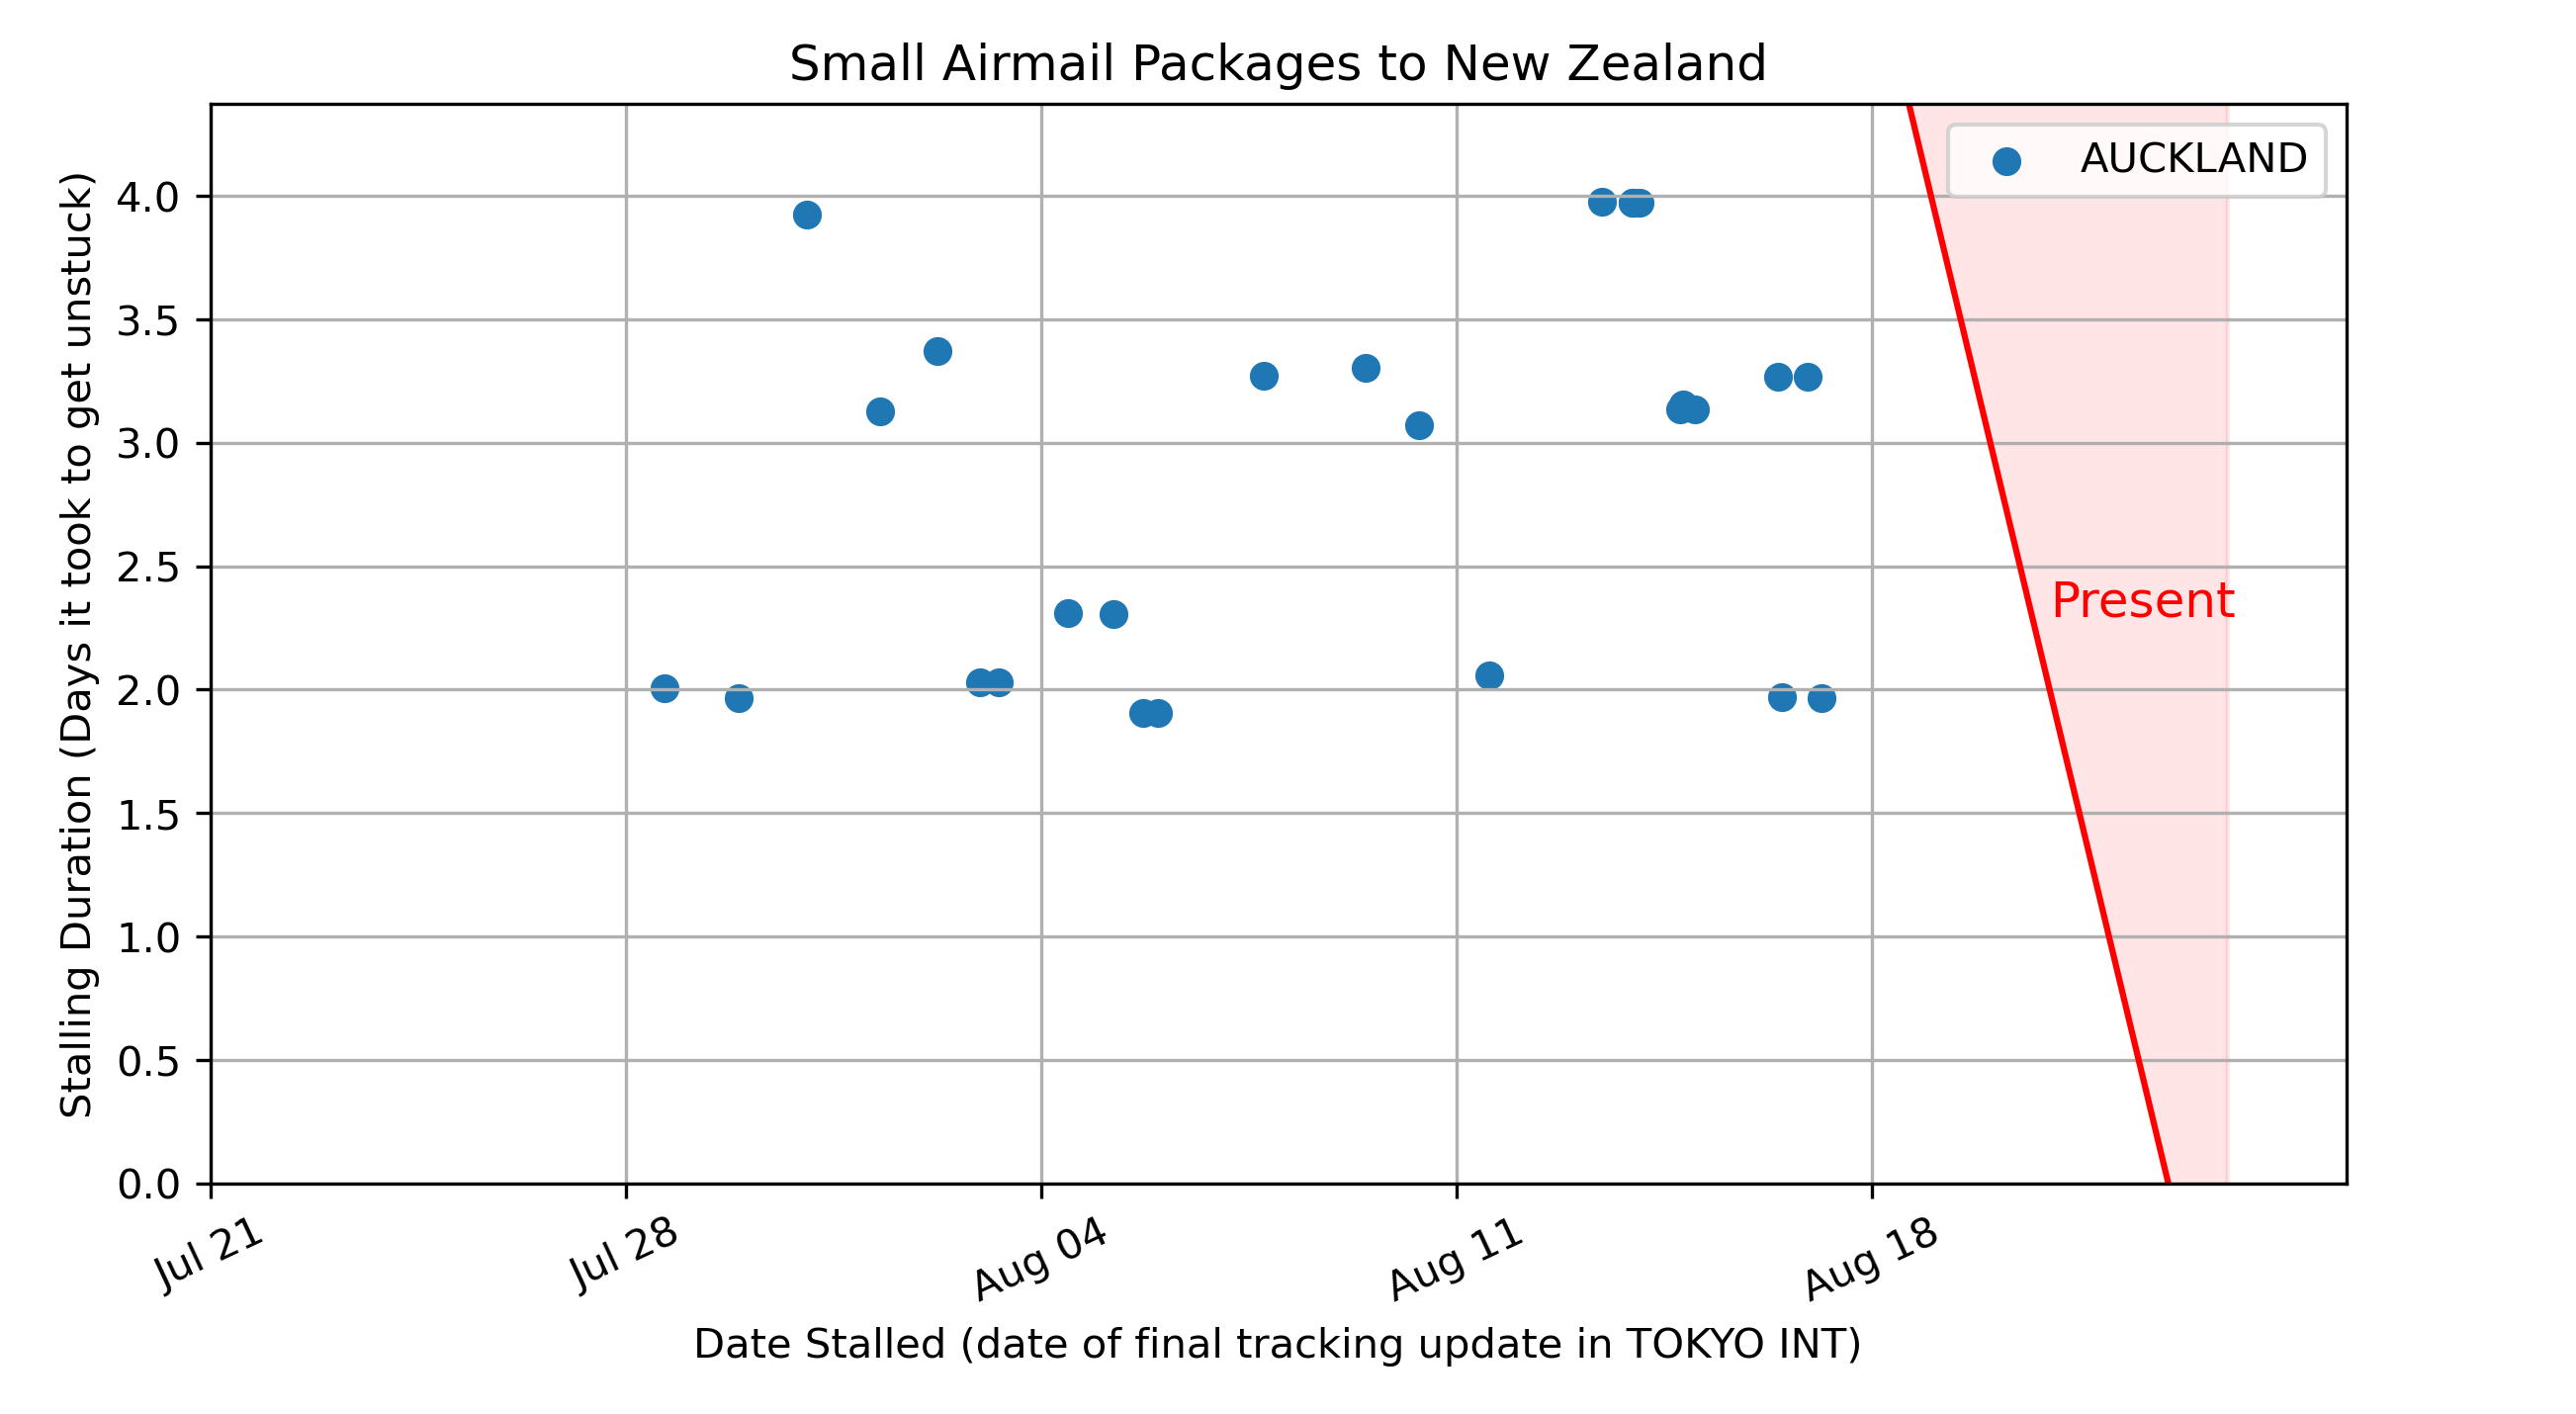 Small Airmail Packages to New Zealand
AUCKLAND
Stalling Duration (Days it took to get unstuck)
4.0
3.5
3.0
2.5
2.0
1.5
1.0
0.5
0.0
Present
Jul 21
Jul 28
Aug 04
Aug 11
Aug 18
Date Stalled (date of final tracking update in TOKYO INT)